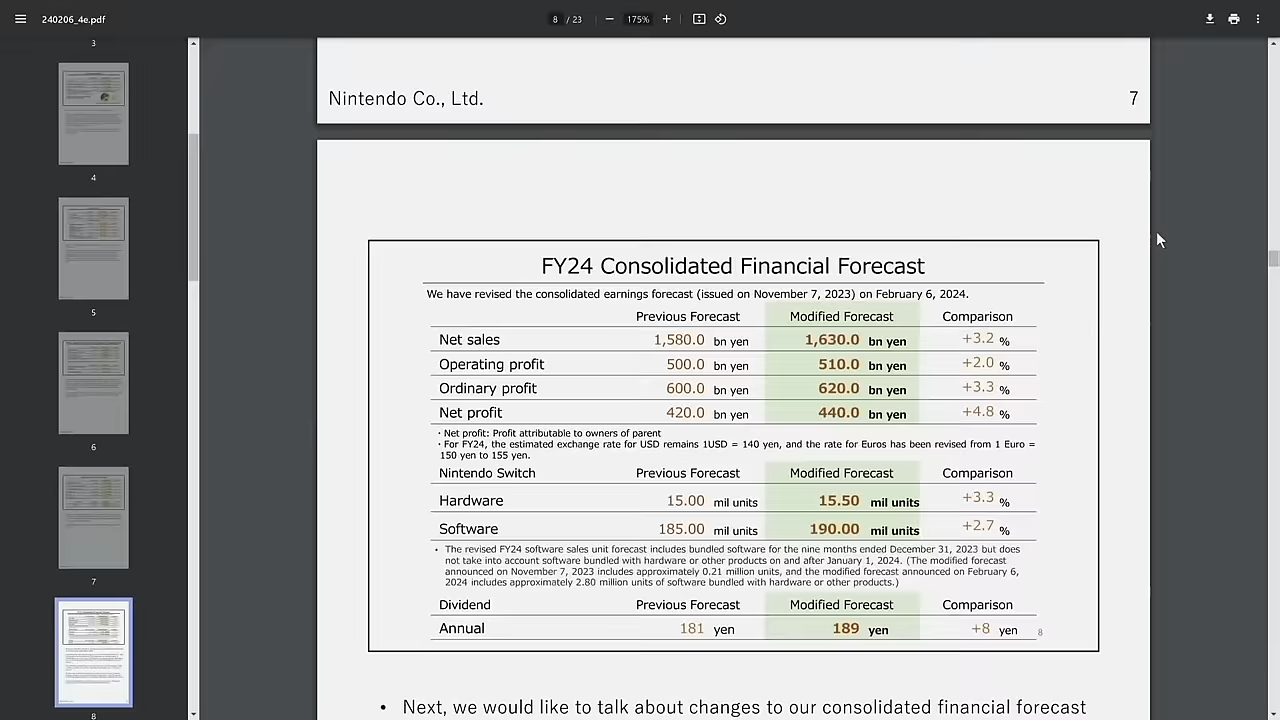 240206_4e.pdf
8 / 23
175%
3
4
5
6
7
8
Nintendo Co., Ltd.
7
FY24 Consolidated Financial Forecast
We have revised the consolidated earnings forecast (issued on November 7, 2023) on February 6, 2024.
Previous Forecast Modified Forecast Comparison
Net sales 1,580.0 bn yen 1,630.0 bn yen +3.2 %
Operating profit 500.0 bn yen 510.0 bn yen +2.0 %
Ordinary profit 600.0 bn yen 620.0 bn yen +3.3 %
Net profit 420.0 bn yen 440.0 bn yen +4.8 %
・Net profit: Profit attributable to owners of parent
・For FY24, the estimated exchange rate for USD remains 1USD = 140 yen, and the rate for Euros has been revised from 1 Euro =
150 yen to 155 yen.
Nintendo Switch Previous Forecast Modified Forecast Comparison
Hardware 15.00 mil units 15.50 mil units +3.3 %
Software 185.00 mil units 190.00 mil units +2.7 %
• The revised FY24 software sales unit forecast includes bundled software for the nine months ended December 31, 2023 but does
not take into account software bundled with hardware or other products on and after January 1, 2024. (The modified forecast
announced on November 7, 2023 includes approximately 0.21 million units, and the modified forecast announced on February 6,
2024 includes approximately 2.80 million units of software bundled with hardware or other products.)
Dividend Previous Forecast Modified Forecast Comparison
Annual 181 yen 189 yen +8 yen
8
• Next, we would like to talk about changes to our consolidated financial forecast